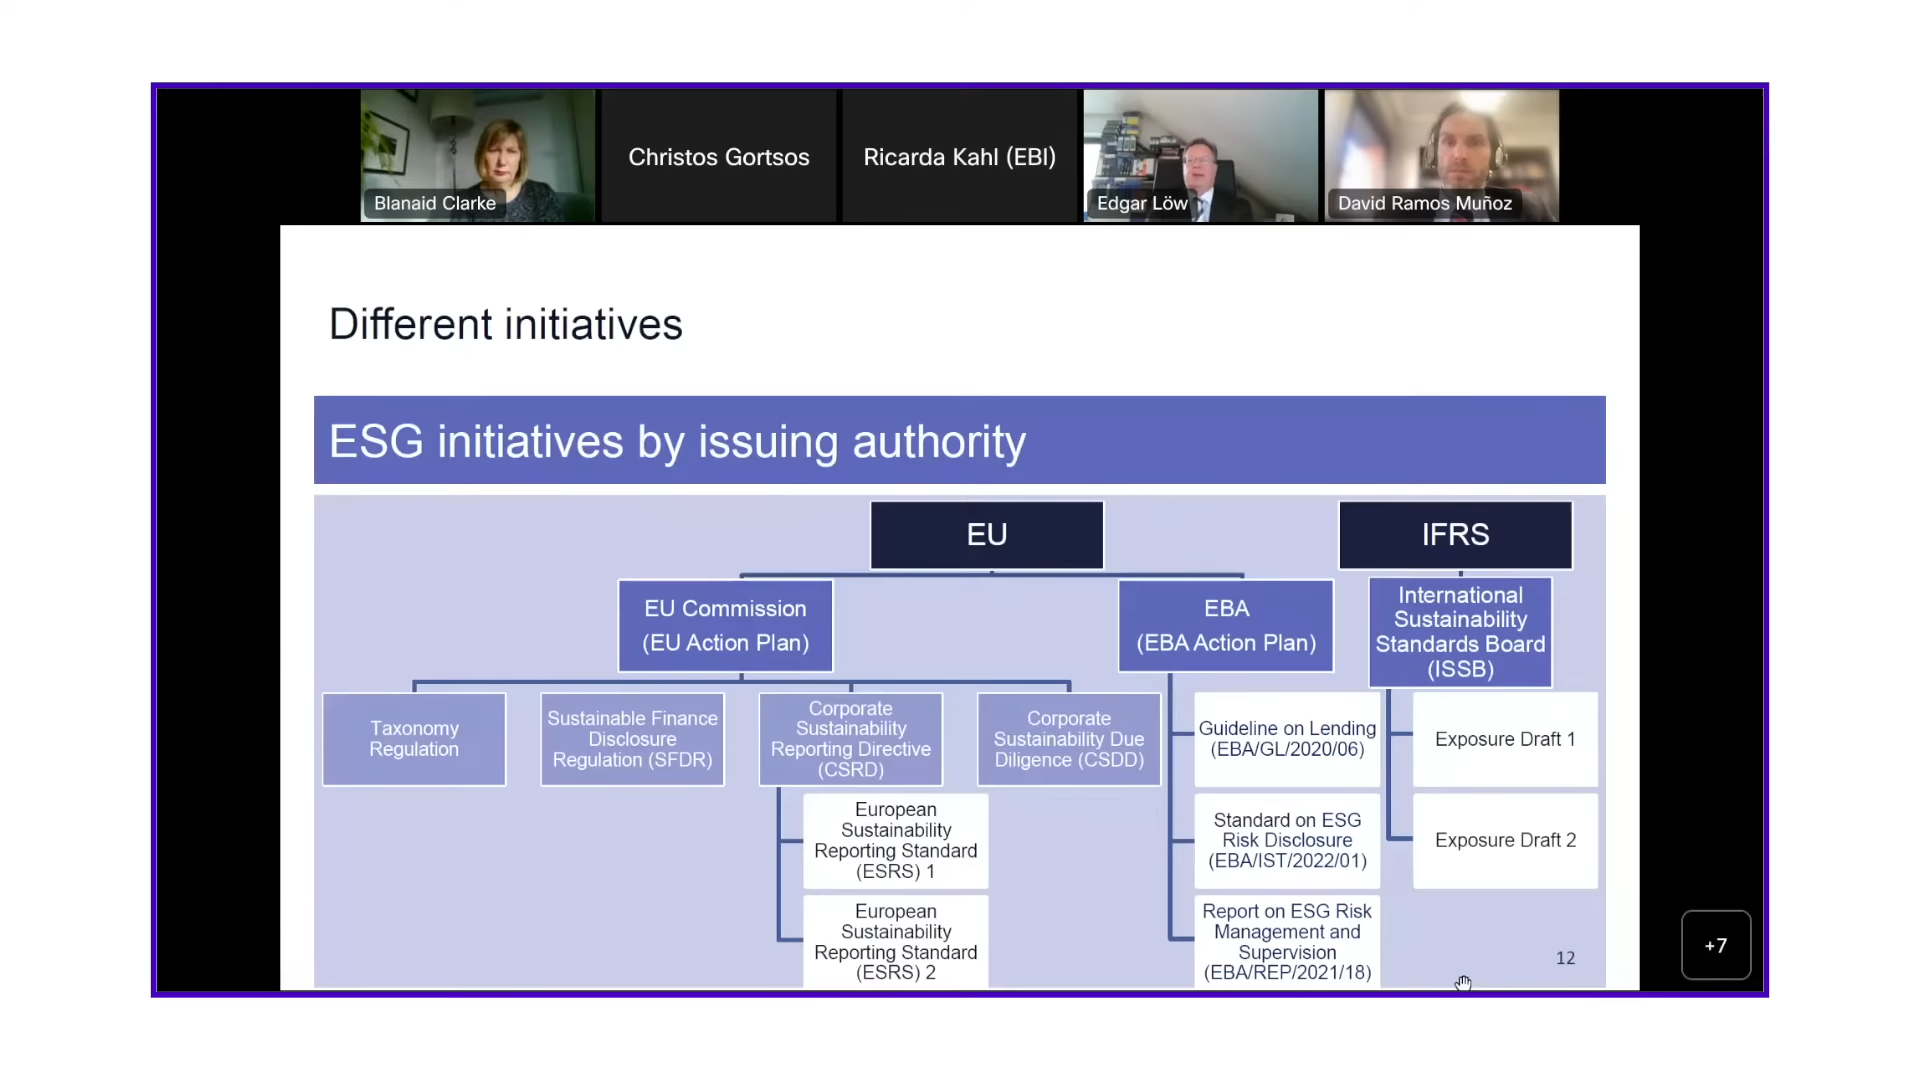 Blanaid Clarke
Christos Gortsos
Ricarda Kahl (EBI)
Edgar Löw
David Ramos Muñoz
Different initiatives
ESG initiatives by issuing authority
EU
IFRS
EU Commission
(EU Action Plan)
EBA
(EBA Action Plan)
International
Sustainability
Standards Board
(ISSB)
Taxonomy
Regulation
Sustainable Finance
Disclosure
Regulation (SFDR)
Corporate
Sustainability
Reporting Directive
(CSRD)
Corporate
Sustainability Due
Diligence (CSDD)
European
Sustainability
Reporting Standard
(ESRS) 1
European
Sustainability
Reporting Standard
(ESRS) 2
Guideline on Lending
(EBA/GL/2020/06)
Standard on ESG
Risk Disclosure
(EBA/IST/2022/01)
Report on ESG Risk
Management and
Supervision
(EBA/REP/2021/18)
Exposure Draft 1
Exposure Draft 2
12
+7